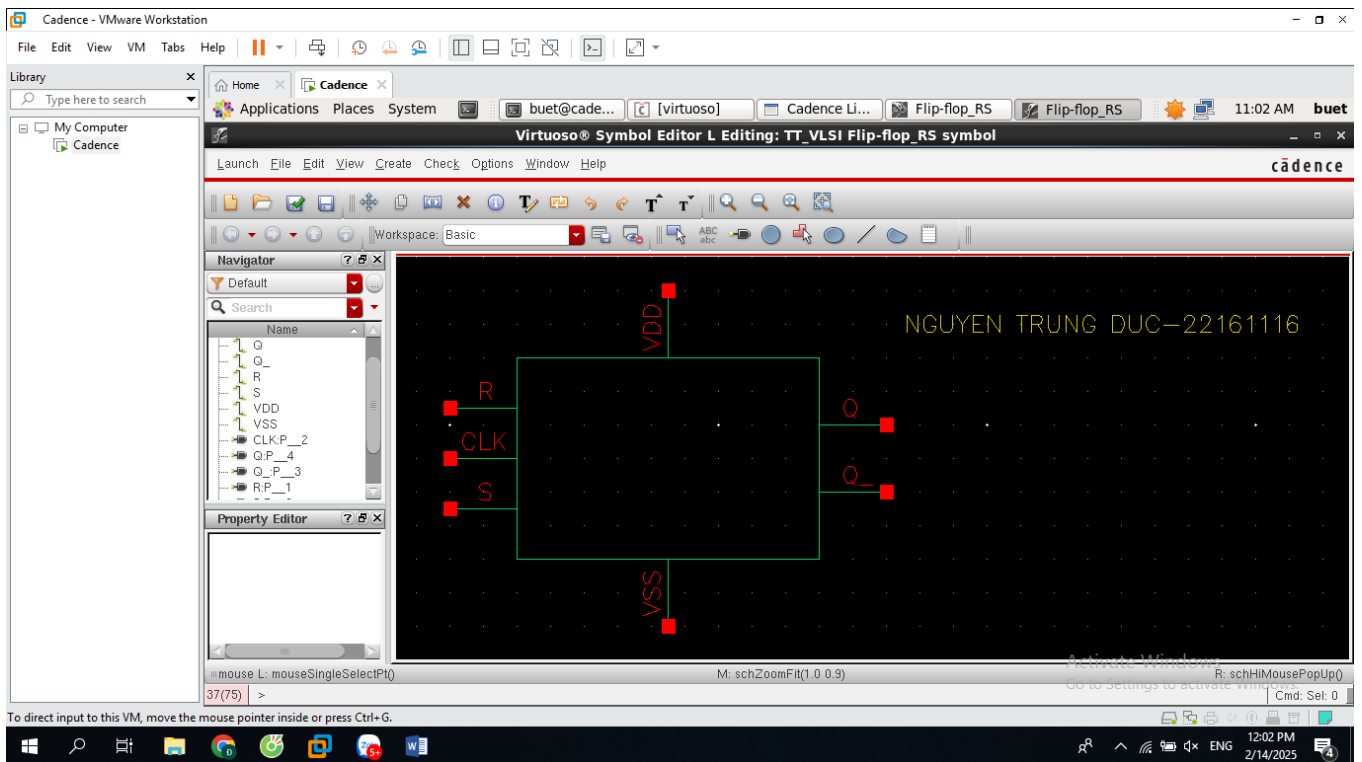 Cadence - VMware Workstation
File Edit View VM Tabs Help
Library
Home
Cadence
Type here to search
Applications Places System buet@cade... [virtuoso] Cadence Li... Flip-flop_RS Flip-flop_RS 11:02 AM buet
My Computer
Cadence
Virtuoso® Symbol Editor L Editing: TT_VLSI Flip-flop_RS symbol
Launch File Edit View Create Check Options Window Help
cādence
Workspace: Basic
ABC
abc
Navigator
Default
Search
Name
Q
Q_
R
S
VDD
VSS
CLK:P__2
Q:P__4
Q_:P__3
R:P__1
Property Editor
VDD
NGUYEN TRUNG DUC-22161116
R
CLK
S
Q
Q_
VSS
Activate Windows
Go to Settings to activate Windows.
mouse L: mouseSingleSelectPt() M: schZoomFit(1.0 0.9) R: schHiMousePopUp()
37(75) > Cmd: Sel: 0
To direct input to this VM, move the mouse pointer inside or press Ctrl+G.
5+
ENG
12:02 PM
2/14/2025
4